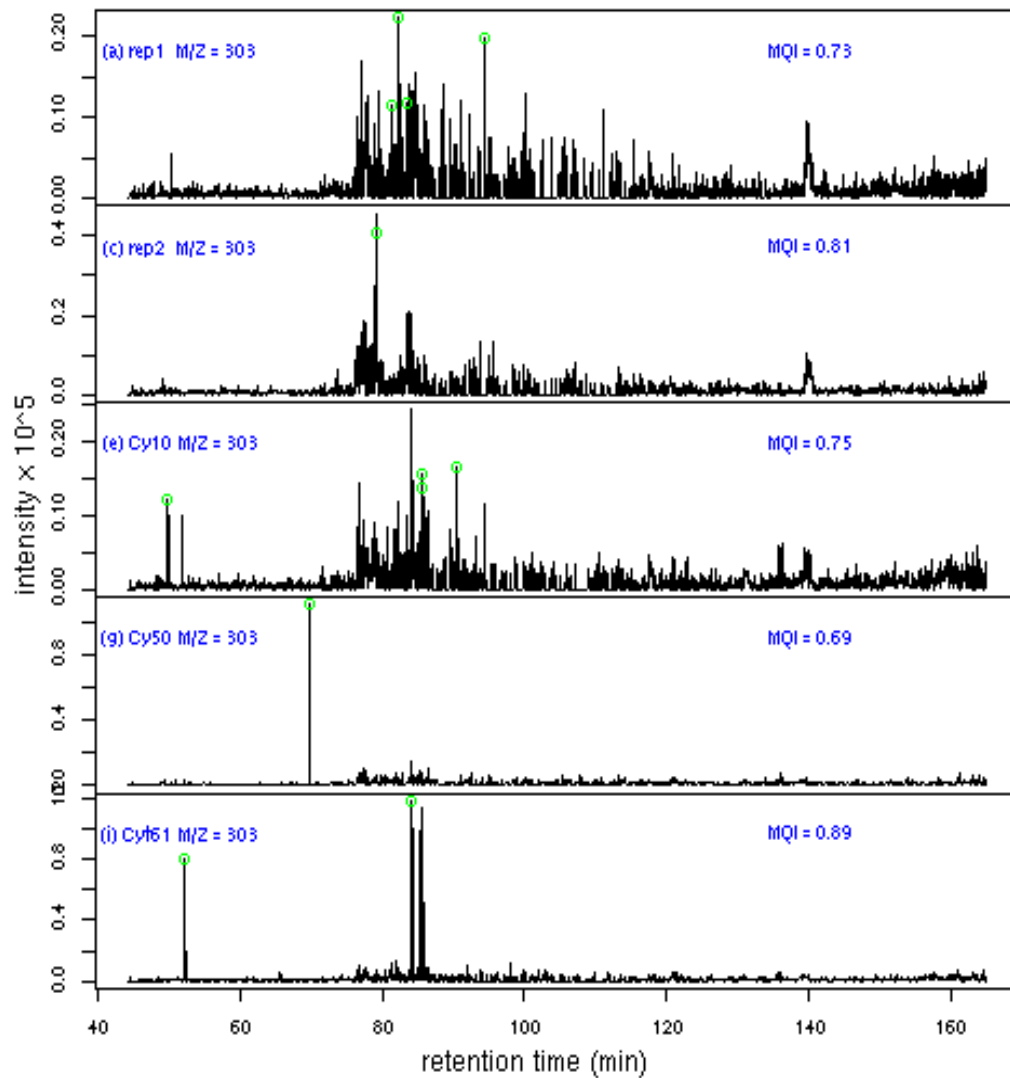 (a) rep1 M/Z = 303
MQI = 0.73
0.20
0.10
0.00
(c) rep2 M/Z = 303
MQI = 0.81
0.4
0.2
0.0
(e) Cy10 M/Z = 303
MQI = 0.75
0.20
0.10
0.00
(g) Cy50 M/Z = 303
MQI = 0.69
0.8
0.4
(i) Cyf61 M/Z = 303
MQI = 0.89
0.8
0.4
0.0
intensity x 10^5
40 60 80 100 120 140 160
retention time (min)